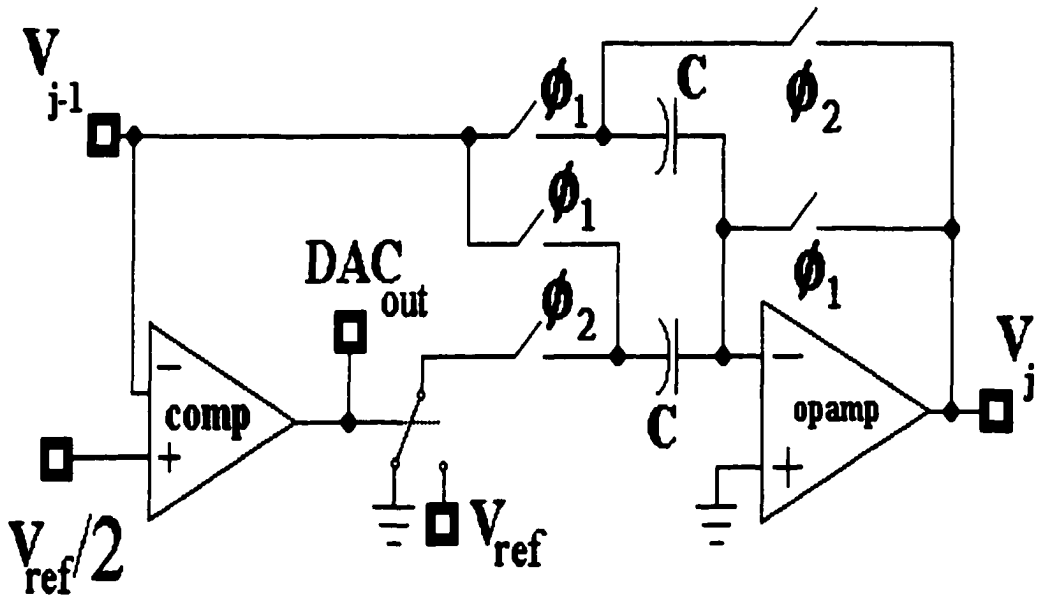 V j-1
ϕ1
C
ϕ2
ϕ1
ϕ1
DAC out
ϕ2
V j
−
comp
+
C
−
opamp
+
V ref/2
V ref